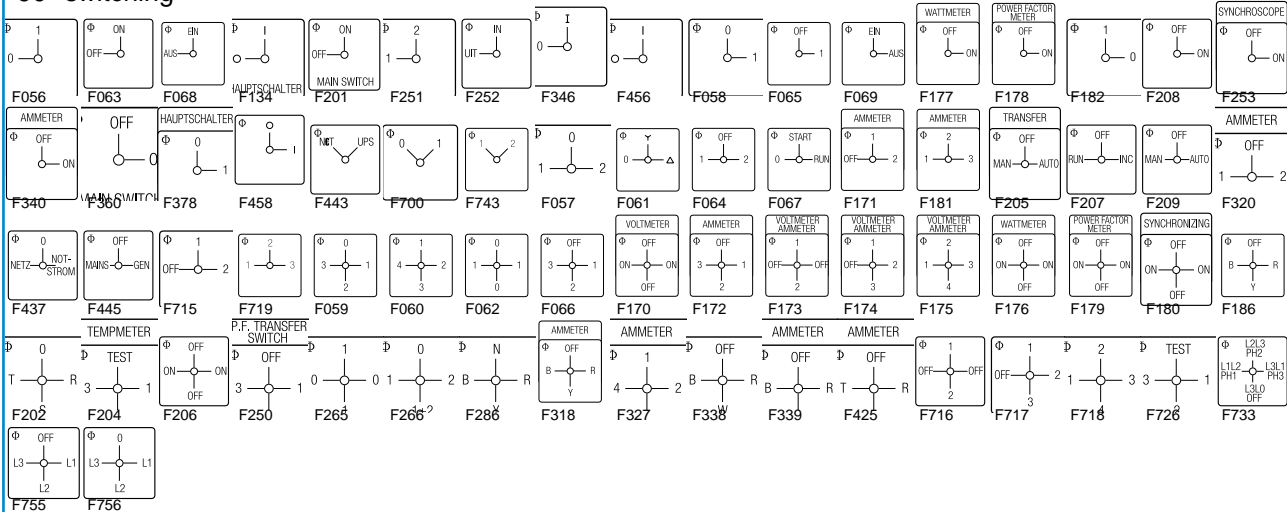 Switching
WATTMETER POWER FACTOR METER SYNCHROSCOPE
0 1
OFF ON
AUS EIN
O I
HAUPTSCHALTER
OFF ON
MAIN SWITCH
1 2
UIT IN
0 I
O I
0 1
OFF 1
EIN AUS
OFF ON
OFF ON
1 0
OFF ON
OFF ON
F056 F063 F068 F134 F201 F251 F252 F346 F456 F058 F065 F069 F177 F178 F182 F208 F253
AMMETER HAUPTSCHALTER AMMETER AMMETER TRANSFER AMMETER
OFF ON
OFF 0
MAIN SWITCH
0 1
O I
NET UPS
0 1
1 2
1 0 2
0 Y Δ
1 OFF 2
0 START RUN
OFF 1 2
1 2 3
MAN OFF AUTO
RUN OFF INC
MAN OFF AUTO
1 OFF 2
F340 F360 F378 F458 F443 F700 F743 F057 F061 F064 F067 F171 F181 F205 F207 F209 F320
VOLTMETER AMMETER VOLTMETER AMMETER VOLTMETER AMMETER VOLTMETER AMMETER WATTMETER POWER FACTOR METER SYNCHRONIZING
NETZ 0 NOT-STROM
MAINS OFF GEN
OFF 1 2
1 2 3
3 0 1 2
4 1 2 3
1 0 1 0
3 OFF 1 2
ON OFF ON OFF
3 OFF 1 2
OFF 1 OFF 2
OFF 1 2 3
1 2 3 4
ON OFF ON OFF
ON OFF ON OFF
ON OFF ON OFF
B OFF R Y
F437 F445 F715 F719 F059 F060 F062 F066 F170 F172 F173 F174 F175 F176 F179 F180 F186
TEMPMETER P.F. TRANSFER SWITCH AMMETER AMMETER AMMETER AMMETER
T 0 R S
3 TEST 1
ON OFF ON OFF
3 OFF 1
0 1 0 1
1 0 2 1+2
B N R Y
B OFF R Y
4 1 2
B OFF R W
B OFF R
T OFF R
OFF 1 OFF 2
OFF 1 2 3
1 2 3 4
3 TEST 1 2
L2L3 PH2
L1L2 PH1 L3L1 PH3
L3L0 OFF
F202 F204 F206 F250 F265 F266 F286 F318 F327 F338 F339 F425 F716 F717 F718 F726 F733
L3 OFF L1 L2
L3 0 L1 L2
F755 F756